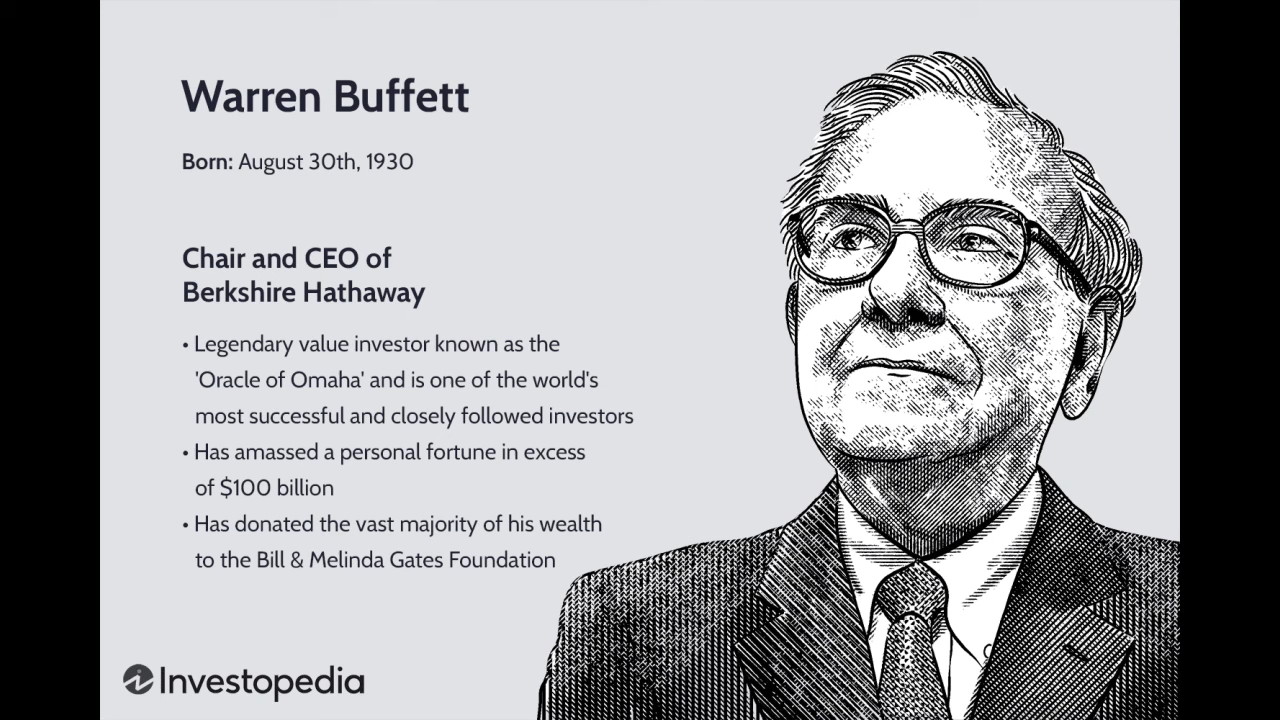 Warren Buffett
Born: August 30th, 1930
Chair and CEO of
Berkshire Hathaway
• Legendary value investor known as the
'Oracle of Omaha' and is one of the world's
most successful and closely followed investors
• Has amassed a personal fortune in excess
of $100 billion
• Has donated the vast majority of his wealth
to the Bill & Melinda Gates Foundation
Investopedia